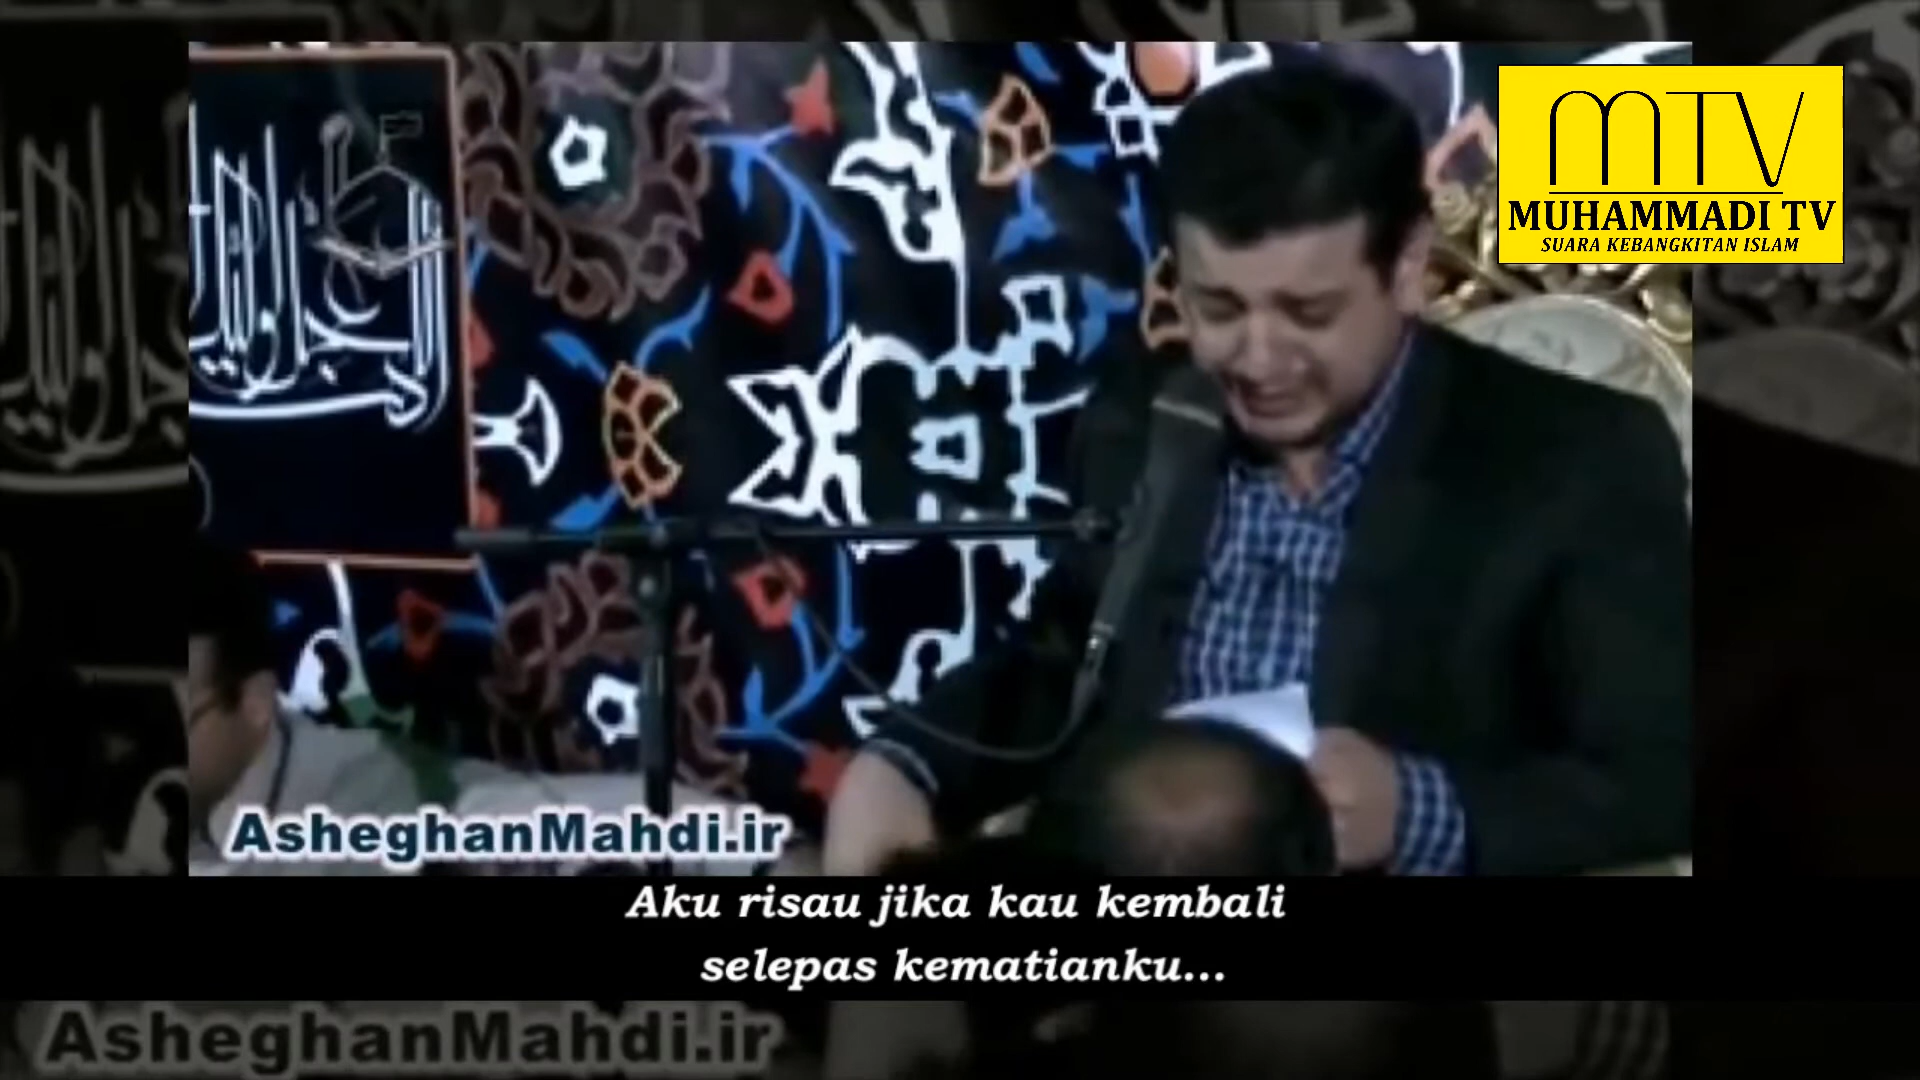 MTV
MUHAMMADI TV
SUARA KEBANGKITAN ISLAM
AsheghanMahdi.ir
Aku risau jika kau kembali
selepas kematianku...
AsheghanMahdi.ir